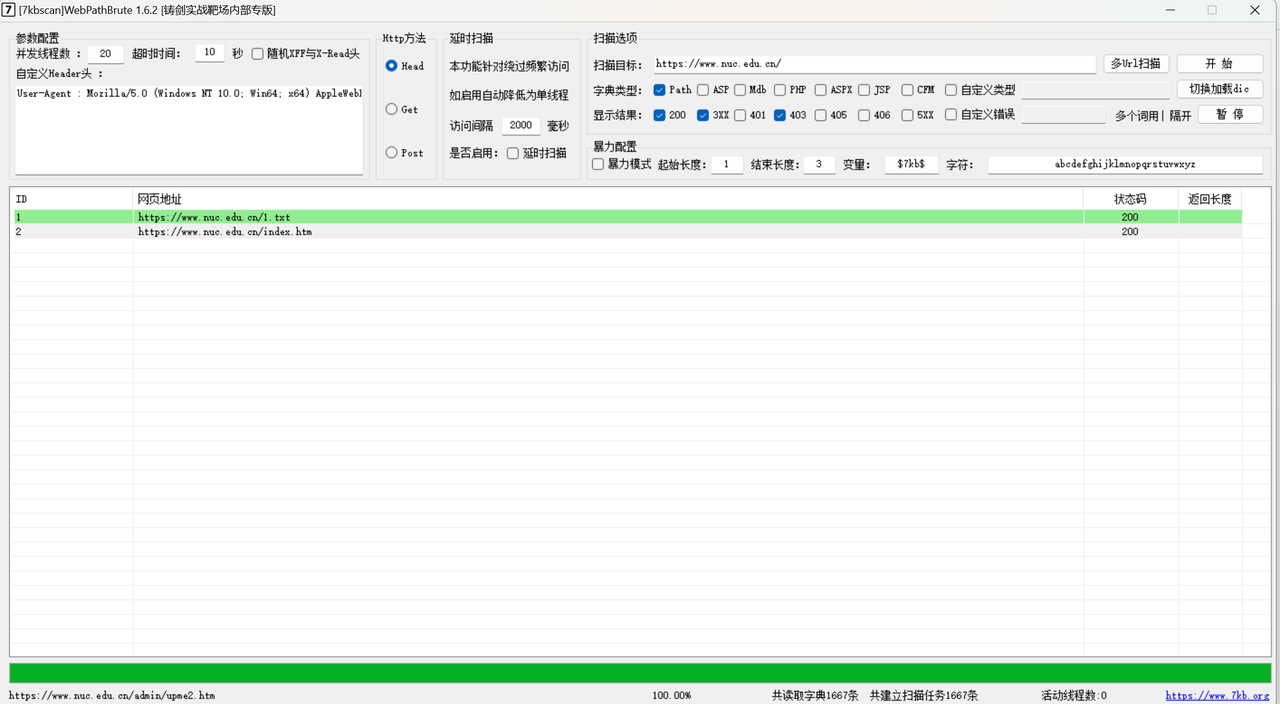 7 [7kbscan]WebPathBrute 1.6.2 [铸剑实战靶场内部专版]
参数配置
并发线程数 : 20 超时时间: 10 秒 随机XFF与X-Read头
自定义Header头 :
User-Agent : Mozilla/5.0 (Windows NT 10.0; Win64; x64) AppleWebK
Http方法
Head
Get
Post
延时扫描
本功能针对绕过频繁访问
如启用自动降低为单线程
访问间隔 2000 毫秒
是否启用: 延时扫描
扫描选项
扫描目标: https://www.nuc.edu.cn/ 多Url扫描 开 始
字典类型: Path ASP Mdb PHP ASPX JSP CFM 自定义类型 切换加载dic
显示结果: 200 3XX 401 403 405 406 5XX 自定义错误 多个词用| 隔开 暂 停
暴力配置
暴力模式 起始长度: 1 结束长度: 3 变量: $7kb$ 字符: abcdefghijklmnopqrstuvwxyz
ID 网页地址 状态码 返回长度
1 https://www.nuc.edu.cn/1.txt 200
2 https://www.nuc.edu.cn/index.htm 200
https://www.nuc.edu.cn/admin/upme2.htm 100.00% 共读取字典1667条 共建立扫描任务1667条 活动线程数:0 https://www.7kb.org